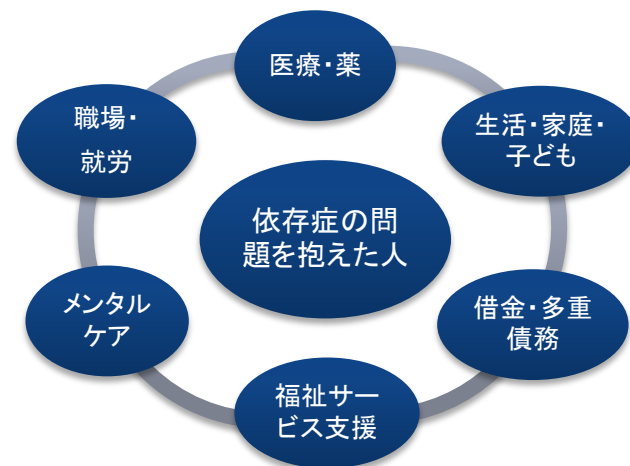 医療・薬
生活・家庭・
子ども
借金・多重
債務
福祉サー
ビス支援
メンタル
ケア
職場・
就労
依存症の問
題を抱えた人